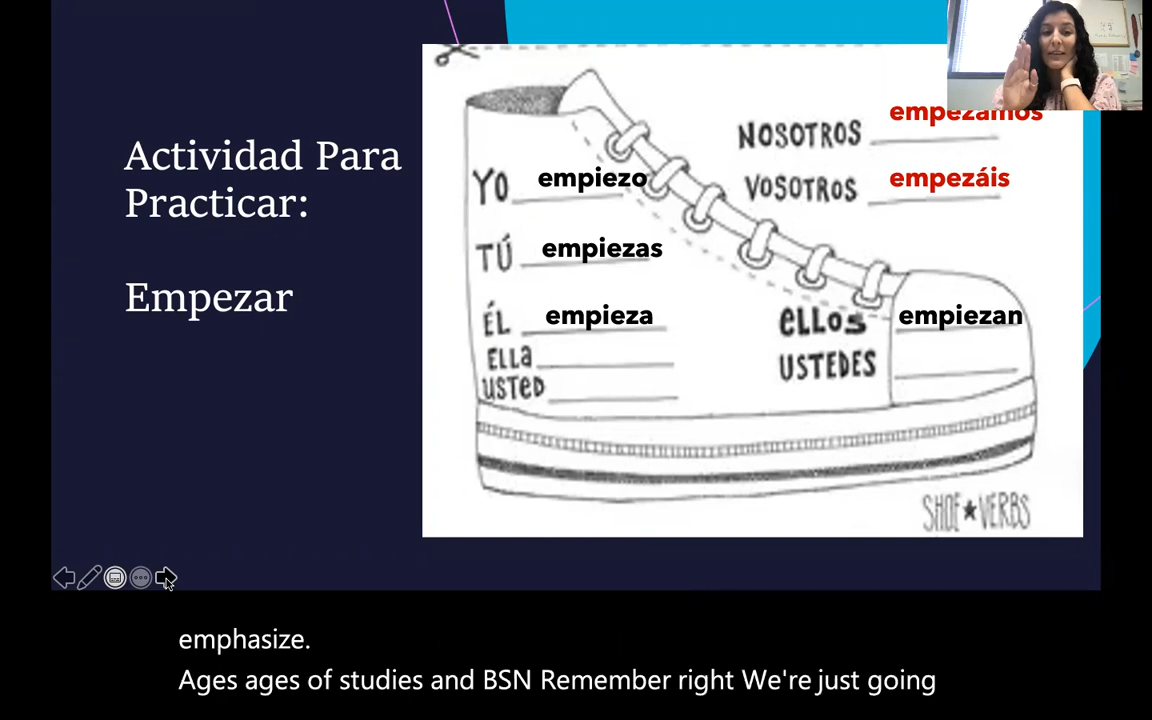 Actividad Para
Practicar:
Empezar
YO empiezo
TÚ empiezas
ÉL empieza
ELLa
USTeD
NOSOTROS empezamos
VOSOTROS empezáis
eLLOS empiezan
USTEDES
SHOE★VERBS
emphasize.
Ages ages of studies and BSN Remember right We're just going